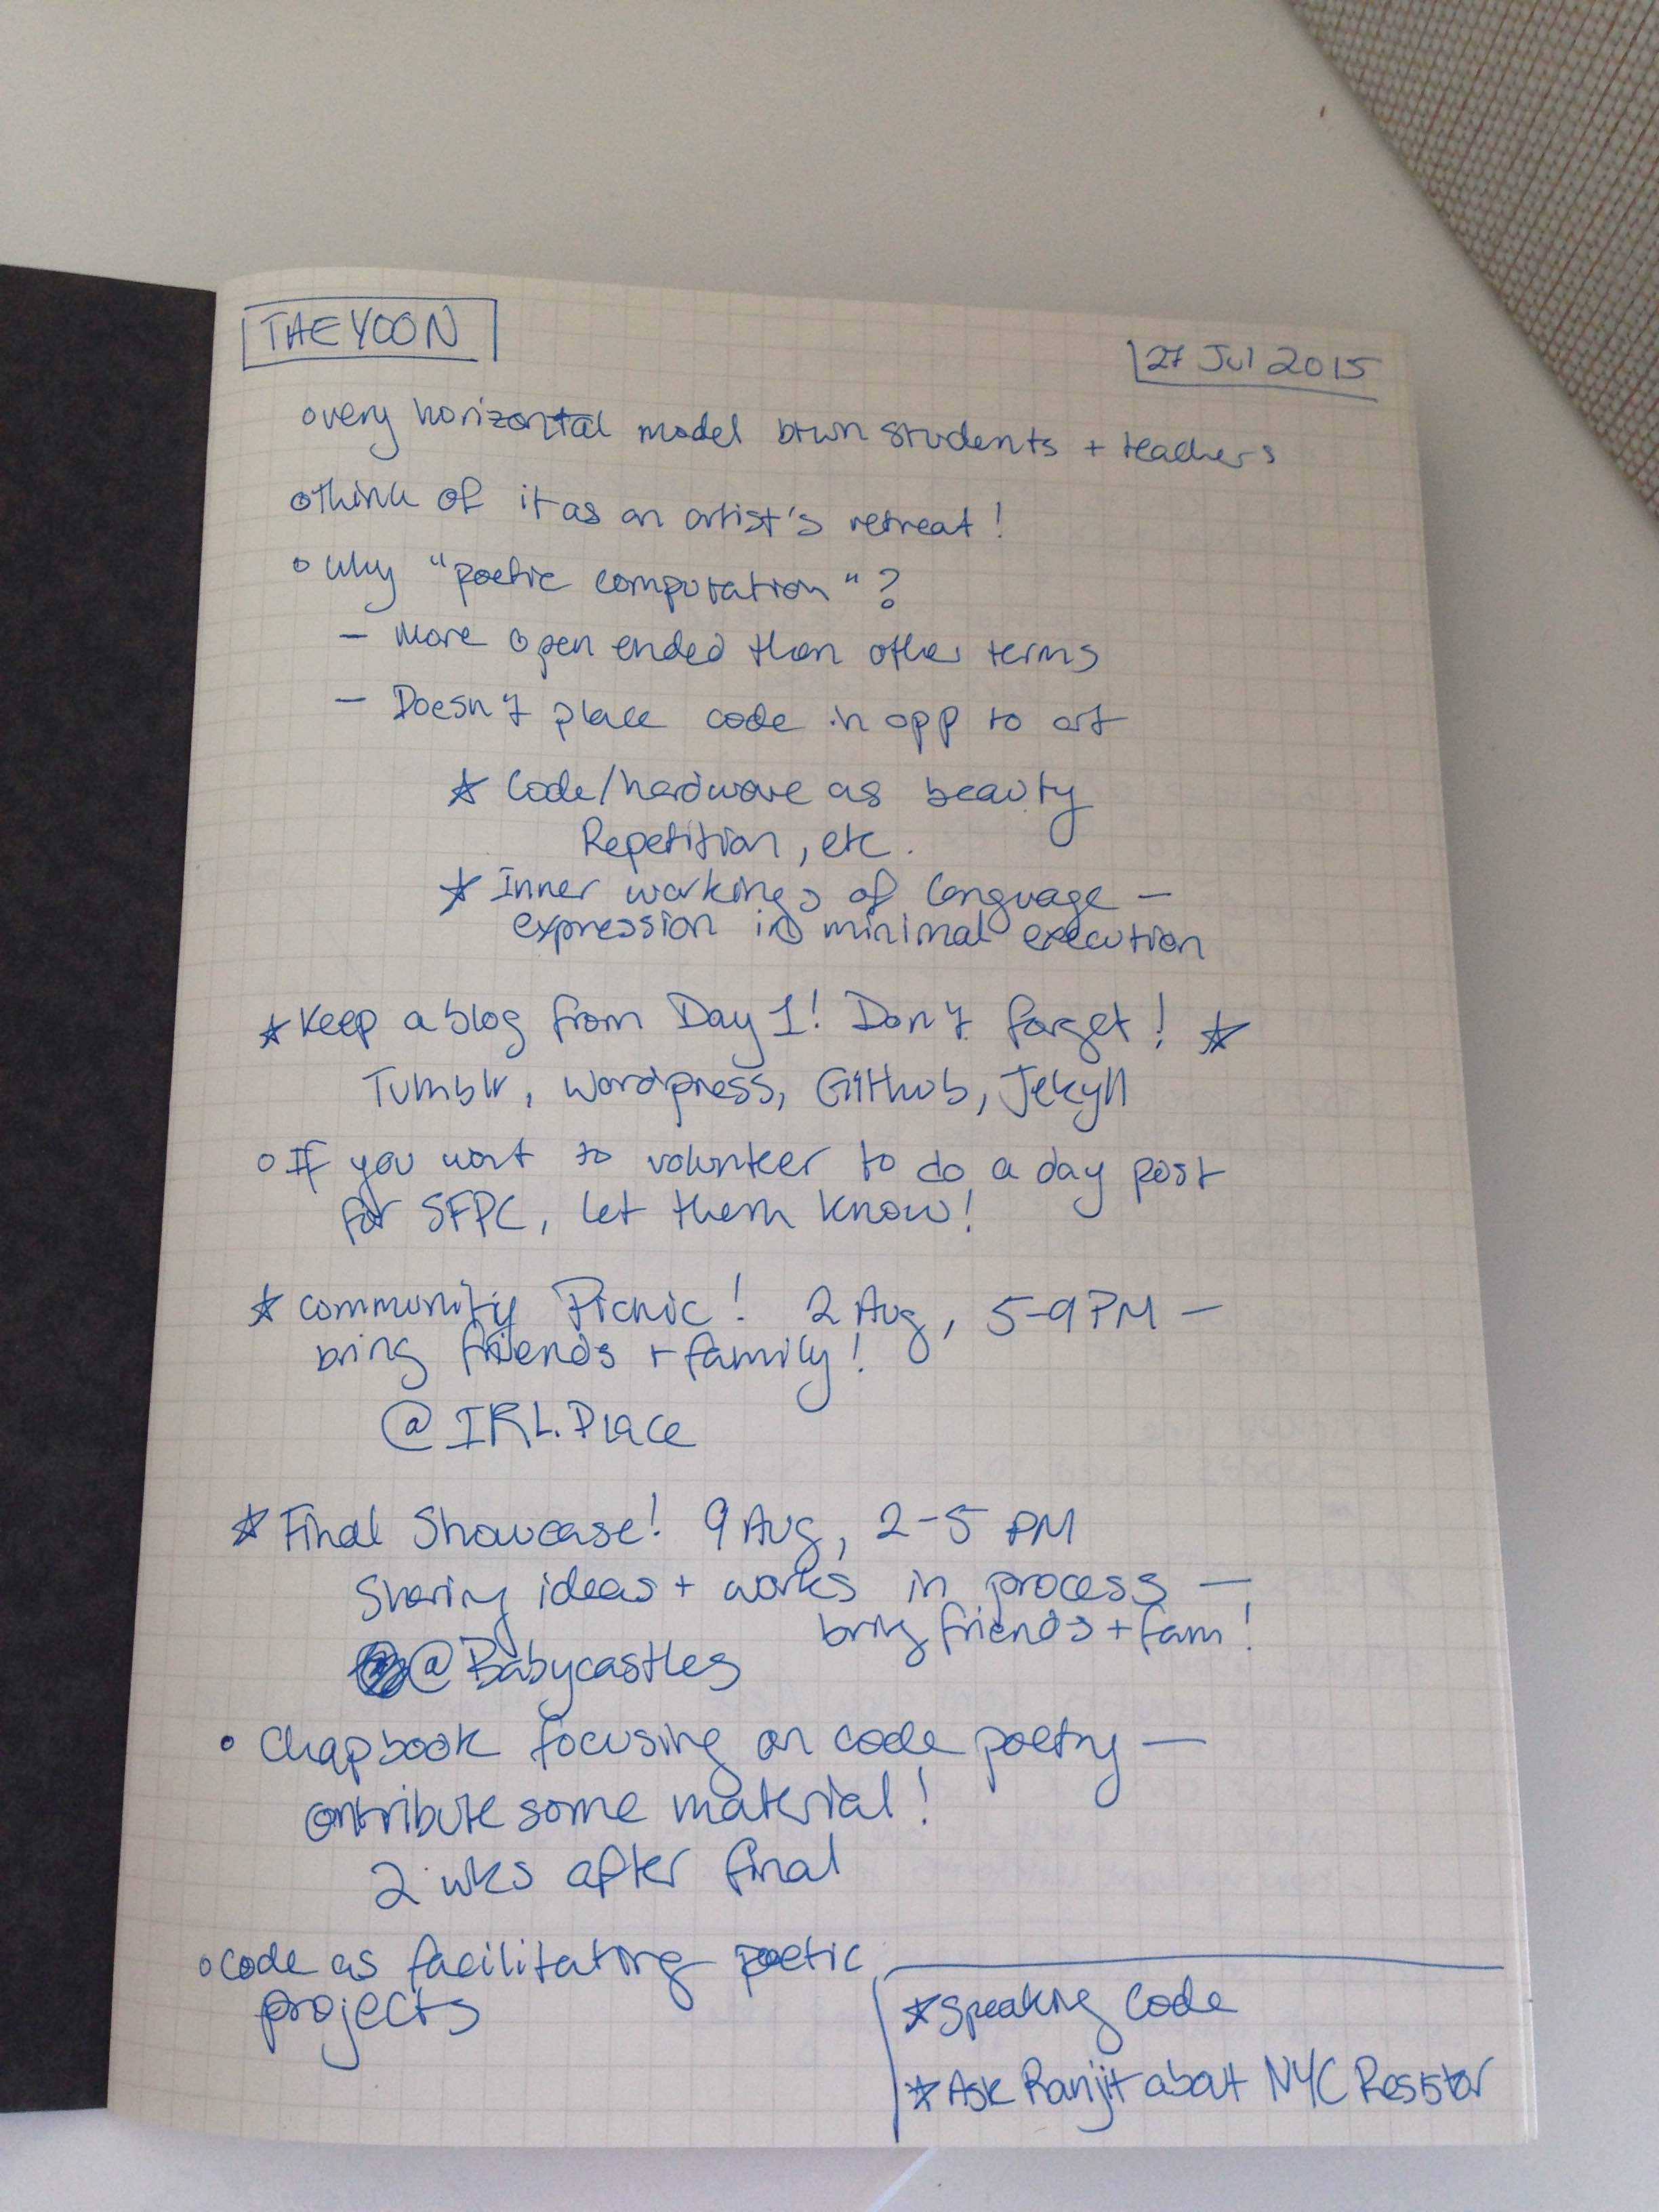 TAEYOON
27 Jul 2015
very horizontal model btwn students + teachers
think of it as an artist's retreat!
why "poetic computation"?
- More open ended than other terms
- Doesn't place code in opp to art
★ Code/hardware as beauty
Repetition, etc.
★ Inner workings of language —
expression in minimal execution
★ Keep a blog from Day 1! Don't forget! ★
Tumblr, Wordpress, GitHub, Jekyll
If you want to volunteer to do a day post
for SFPC, let them know!
★ community Picnic! 2 Aug, 5-9 PM —
bring friends + family!
@ IRL.Place
★ Final Showcase! 9 Aug, 2-5 PM
Sharing ideas + works in process —
bring friends + fam!
@ Babycastles
• Chapbook focusing on code poetry —
contribute some material!
2 wks after final
code as facilitating poetic
projects
★ Speaking Code
★ Ask Ranjit about NYC Resistor